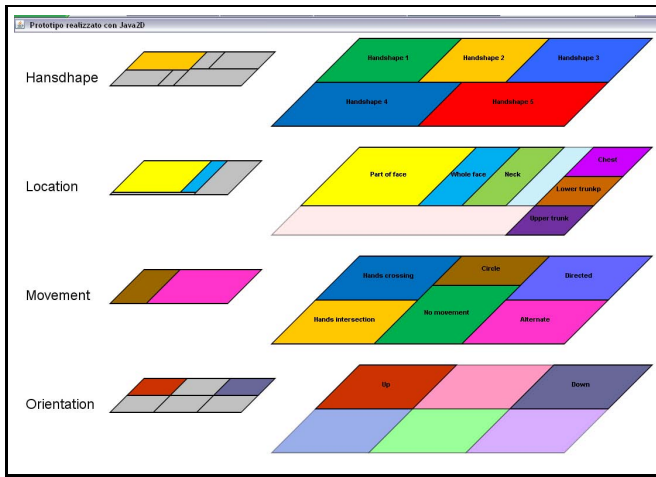 Prototipo realizzato con Java2D
Hansdhape
Handshape 1 Handshape 2 Handshape 3
Handshape 4 Handshape 5
Location
Part of face Whole face Neck Chest
Lower trunkp
Upper trunk
Movement
Hands crossing Circle Directed
Hands intersection No movement Alternate
Orientation
Up Down